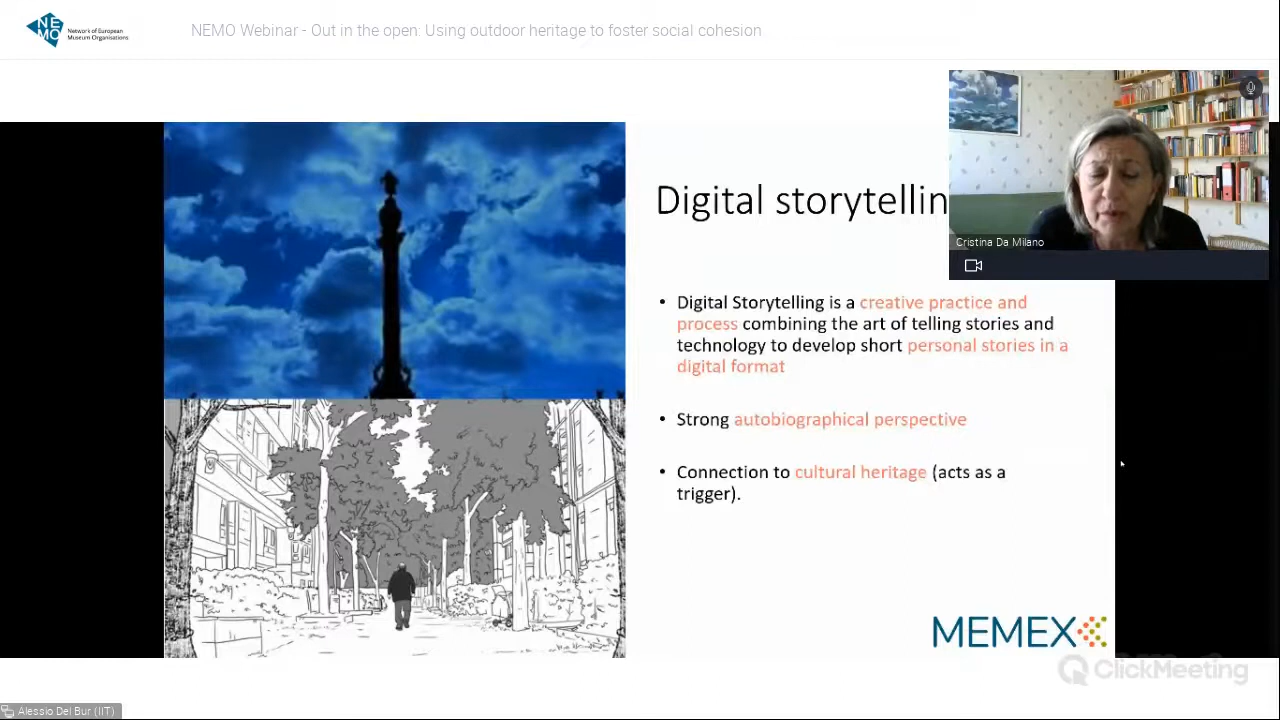 NE
MO
Network of European
Museum Organisations
NEMO Webinar - Out in the open: Using outdoor heritage to foster social cohesion
Cristina Da Milano
Digital storytellin
• Digital Storytelling is a creative practice and
process combining the art of telling stories and
technology to develop short personal stories in a
digital format
• Strong autobiographical perspective
• Connection to cultural heritage (acts as a
trigger).
MEMEX
ClickMeeting
Alessio Del Bue (IIT)